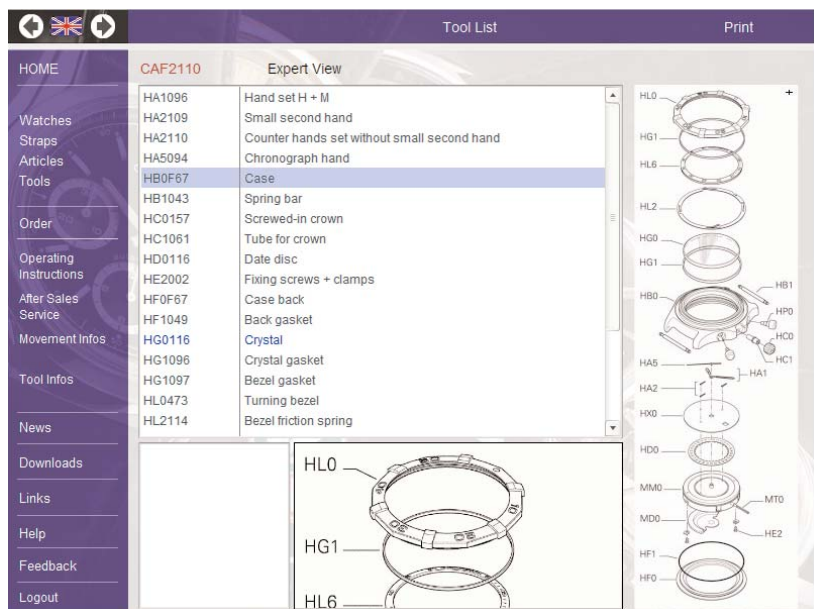 Tool List
Print
HOME
Watches
Straps
Articles
Tools
Order
Operating
Instructions
After Sales
Service
Movement Infos
Tool Infos
News
Downloads
Links
Help
Feedback
Logout
CAF2110 Expert View
HA1096 Hand set H + M
HA2109 Small second hand
HA2110 Counter hands set without small second hand
HA5094 Chronograph hand
HB0F67 Case
HB1043 Spring bar
HC0157 Screwed-in crown
HC1061 Tube for crown
HD0116 Date disc
HE2002 Fixing screws + clamps
HF0F67 Case back
HF1049 Back gasket
HG0116 Crystal
HG1096 Crystal gasket
HG1097 Bezel gasket
HL0473 Turning bezel
HL2114 Bezel friction spring
HL0
HG1
HL6
+
HL0
HG1
HL6
HL2
HG0
HG1
HB1
HB0
HP0
HC0
HC1
HA5
HA1
HA2
HX0
HD0
MM0
MT0
MD0
HE2
HF1
HF0